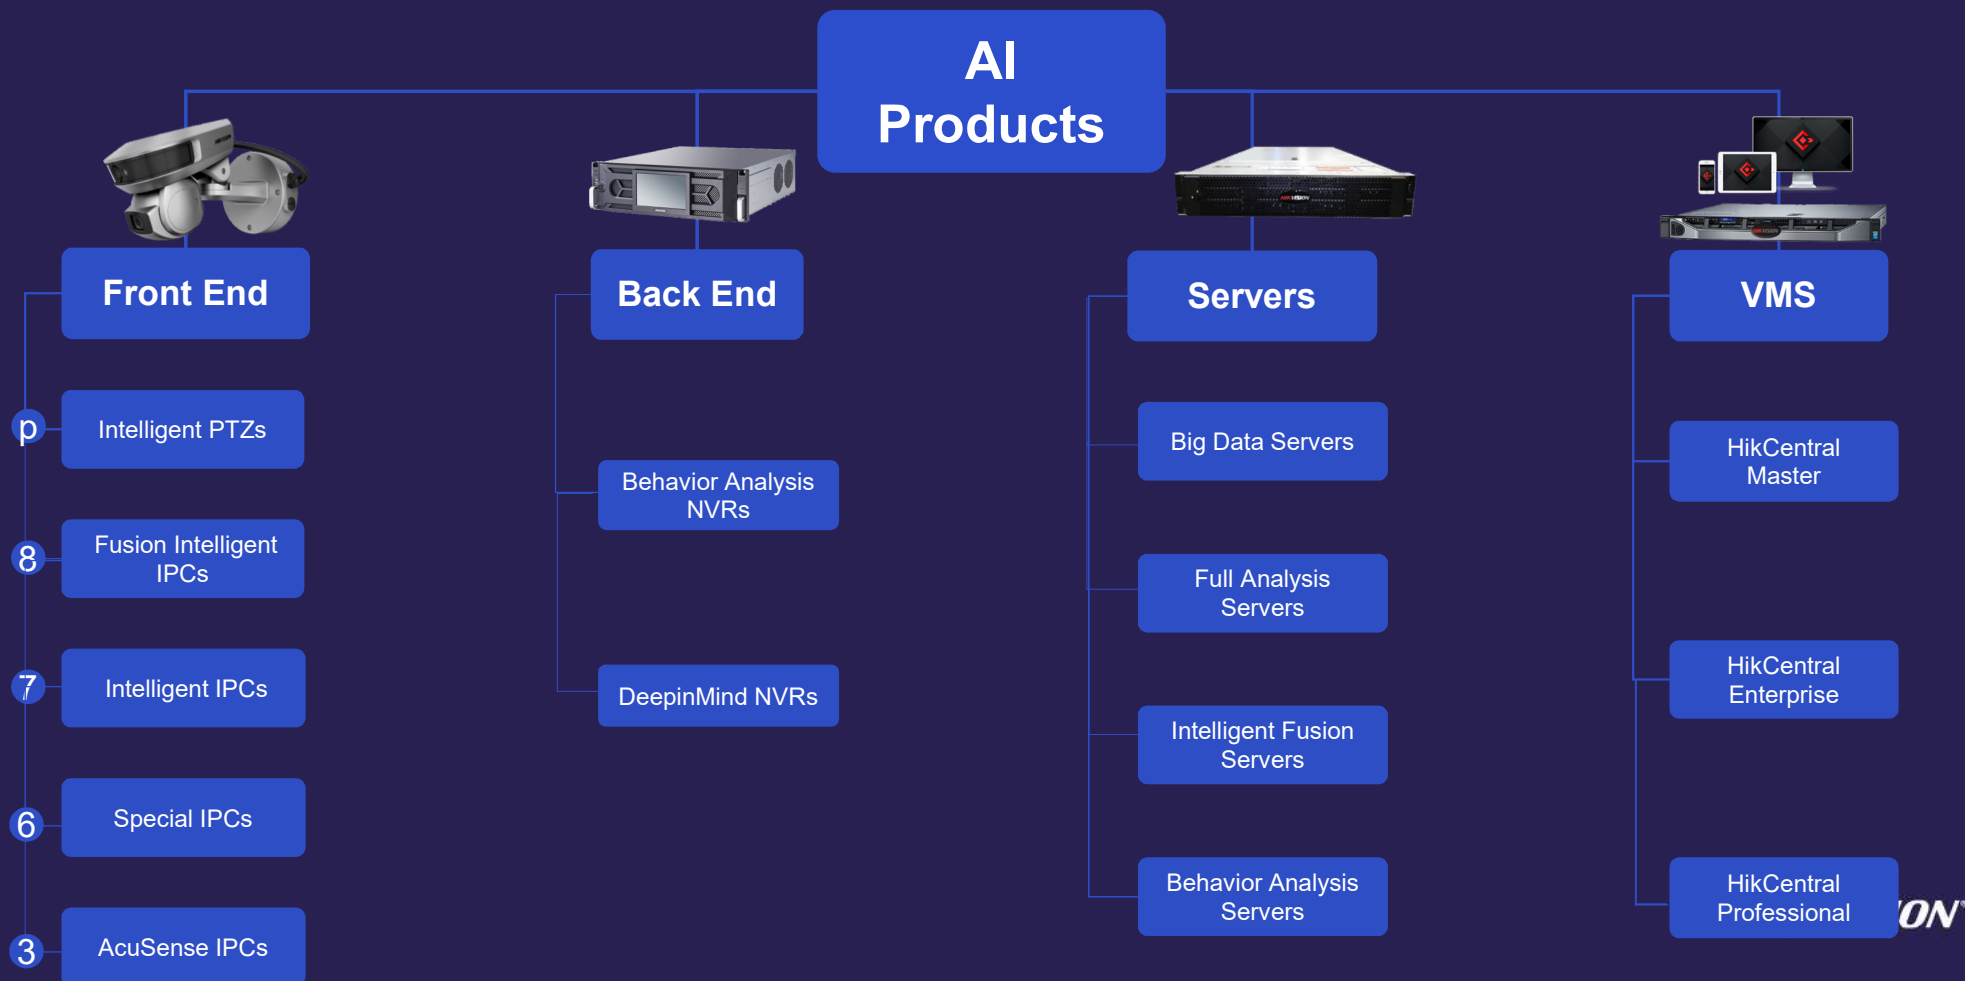 AI
Products
HIKVISION
Front End
Back End
Servers
VMS
p
Intelligent PTZs
8
Fusion Intelligent
IPCs
7
Intelligent IPCs
6
Special IPCs
3
AcuSense IPCs
Behavior Analysis
NVRs
DeepinMind NVRs
Big Data Servers
Full Analysis
Servers
Intelligent Fusion
Servers
Behavior Analysis
Servers
HikCentral
Master
HikCentral
Enterprise
HikCentral
Professional
ION